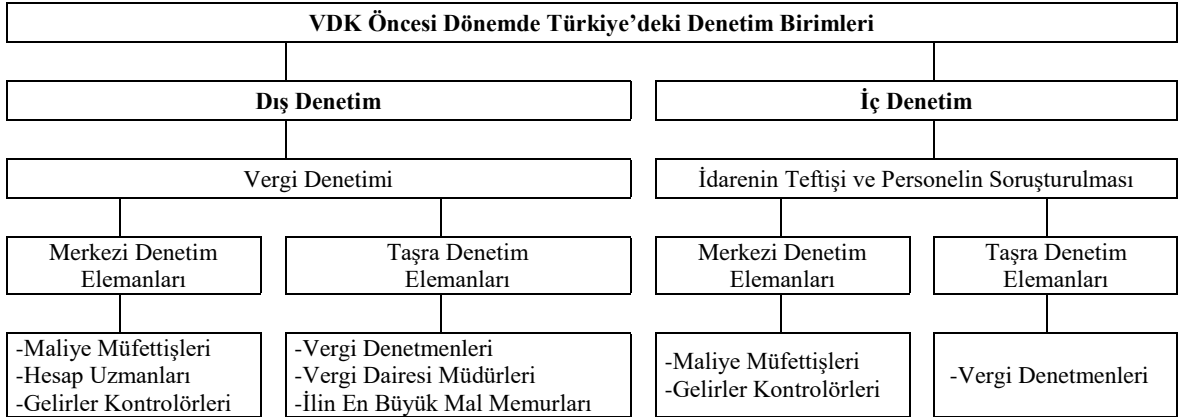 VDK Öncesi Dönemde Türkiye’deki Denetim Birimleri
Dış Denetim
İç Denetim
Vergi Denetimi
İdarenin Teftişi ve Personelin Soruşturulması
Merkezi Denetim
Elemanları
Taşra Denetim
Elemanları
Merkezi Denetim
Elemanları
Taşra Denetim
Elemanları
-Maliye Müfettişleri
-Hesap Uzmanları
-Gelirler Kontrolörleri
-Vergi Denetmenleri
-Vergi Dairesi Müdürleri
-İlin En Büyük Mal Memurları
-Maliye Müfettişleri
-Gelirler Kontrolörleri
-Vergi Denetmenleri